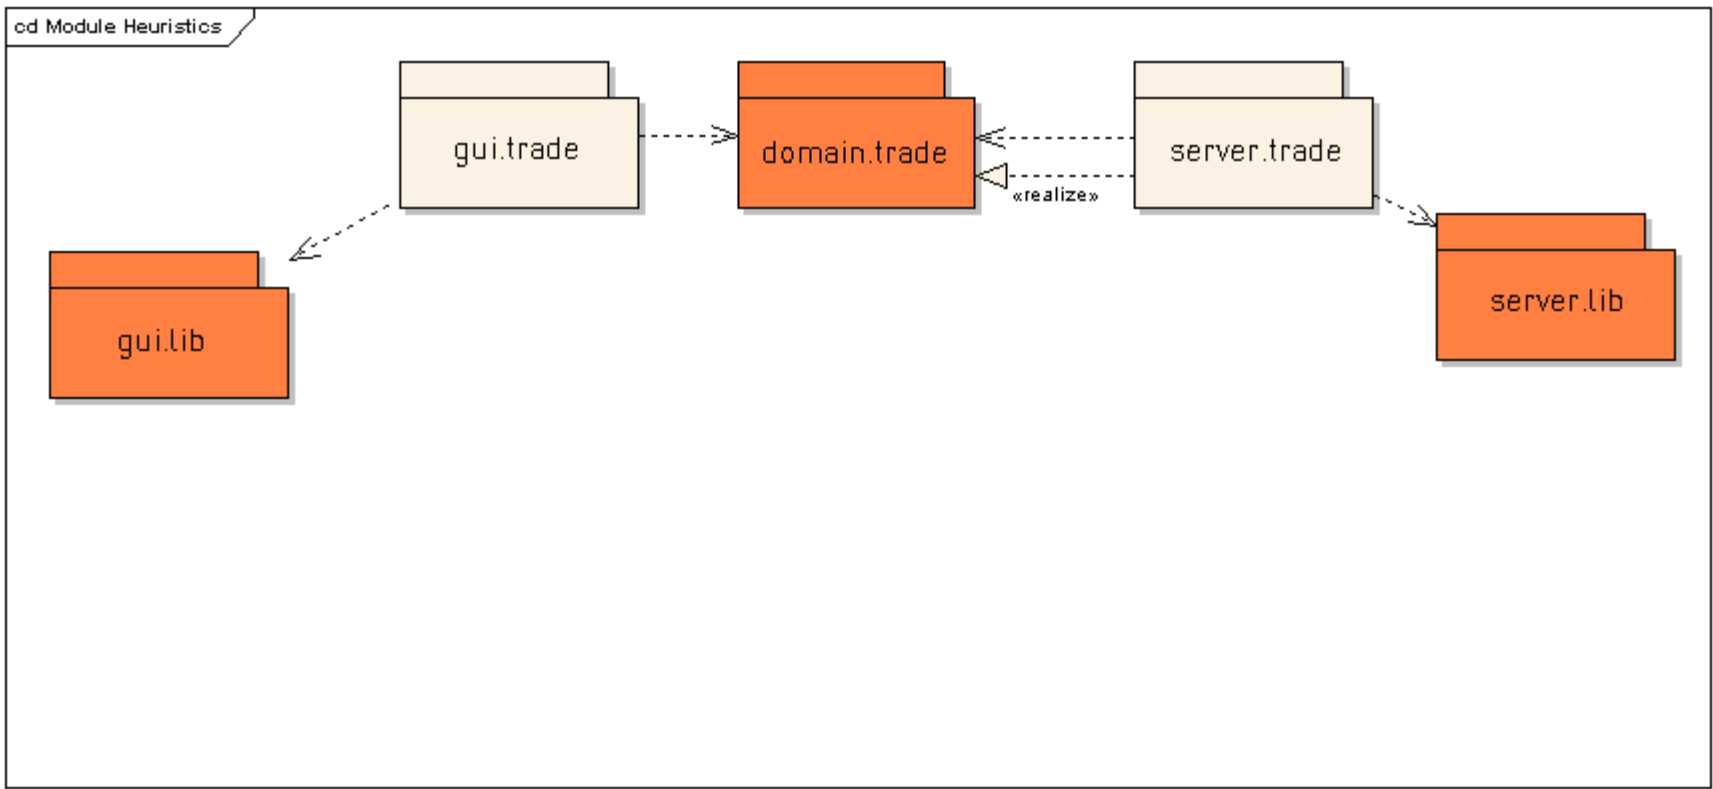 cd Module Heuristics
gui.trade
domain.trade
server.trade
«realize»
gui.lib
server.lib